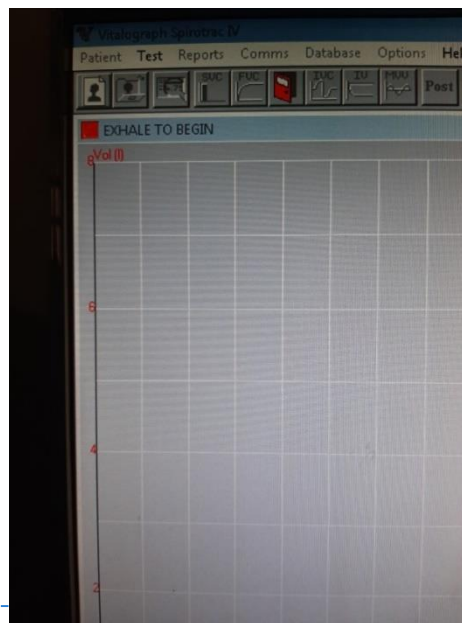 Vitalograph Spirotrac IV
Patient Test Reports Comms Database Options Hel
SVC FVC IVC IV MVV Post
EXHALE TO BEGIN
Vol (l)
8
6
4
2